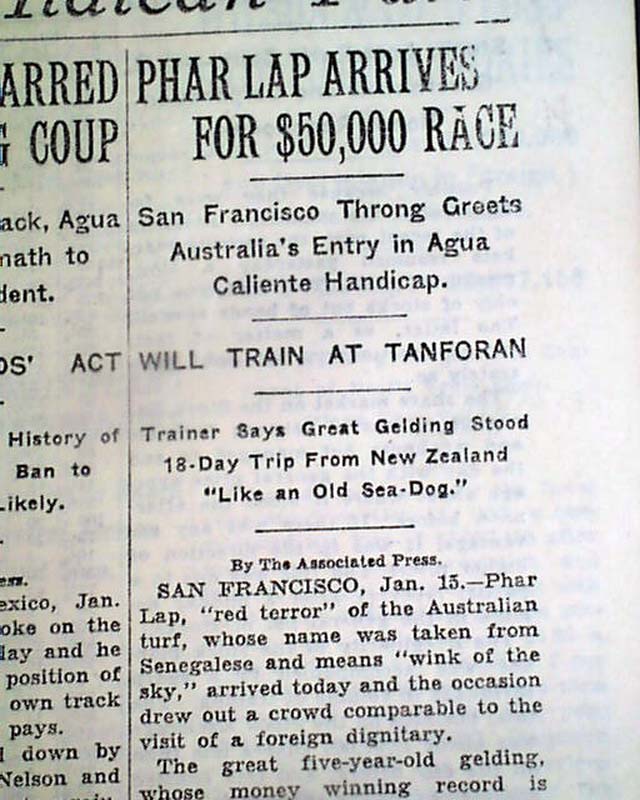 ARRED
COUP
ack, Agua
math to
dent.
OS' ACT
History of
Ban to
Likely.
exico, Jan.
oke on the
lay and he
position of
own track
pays.
l down by
Nelson and
PHAR LAP ARRIVES
FOR $50,000 RACE
San Francisco Throng Greets
Australia's Entry in Agua
Caliente Handicap.
WILL TRAIN AT TANFORAN
Trainer Says Great Gelding Stood
18-Day Trip From New Zealand
"Like an Old Sea-Dog."
By The Associated Press.
SAN FRANCISCO, Jan. 15.—Phar
Lap, "red terror" of the Australian
turf, whose name was taken from
Senegalese and means "wink of the
sky," arrived today and the occasion
drew out a crowd comparable to the
visit of a foreign dignitary.
The great five-year-old gelding,
whose money winning record is